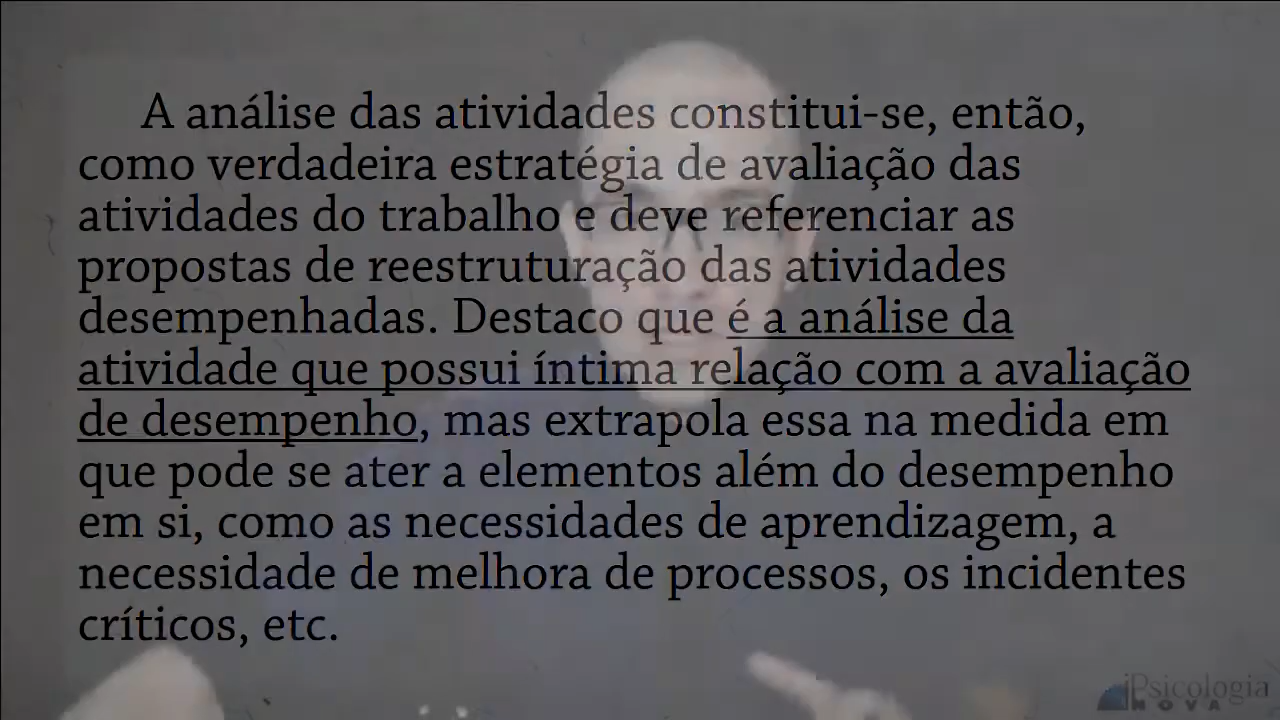 A análise das atividades constitui-se, então,
como verdadeira estratégia de avaliação das
atividades do trabalho e deve referenciar as
propostas de reestruturação das atividades
desempenhadas. Destaco que é a análise da
atividade que possui íntima relação com a avaliação
de desempenho, mas extrapola essa na medida em
que pode se ater a elementos além do desempenho
em si, como as necessidades de aprendizagem, a
necessidade de melhora de processos, os incidentes
críticos, etc.
Psicologia
NOVA